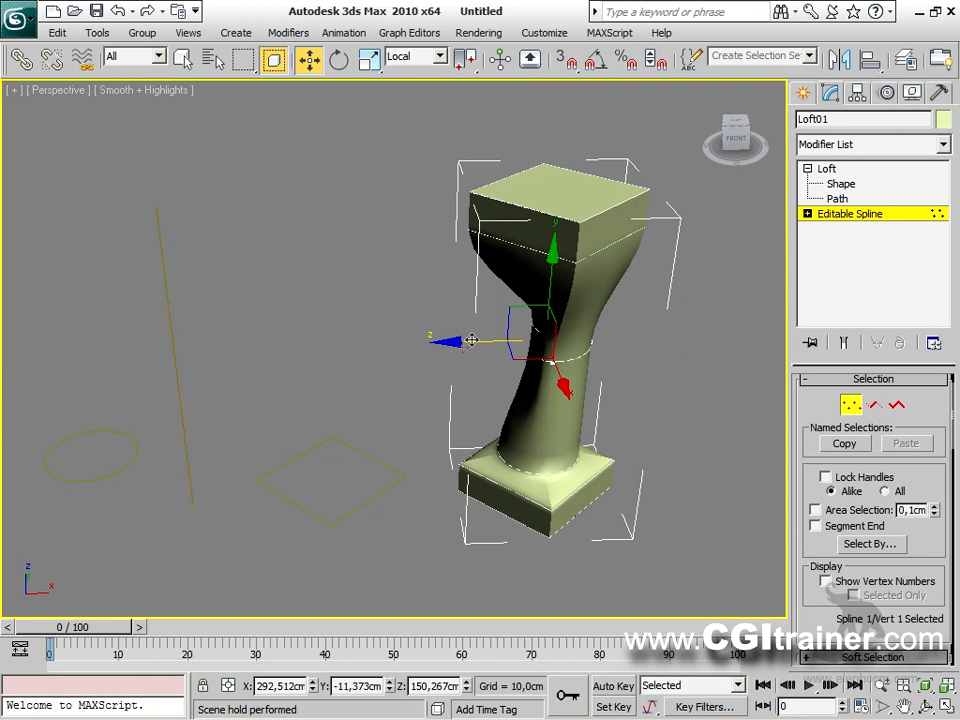 Autodesk 3ds Max 2010 x64 Untitled
Type a keyword or phrase
Edit Tools Group Views Create Modifiers Animation Graph Editors Rendering Customize MAXScript Help
All
Local
3
ABC
Create Selection Se
[ + ] [ Perspective ] [ Smooth + Highlights ]
FRONT
Loft01
Modifier List
Loft
Shape
Path
Editable Spline
z
y
x
Selection
Named Selections:
Copy Paste
Lock Handles
Alike All
Area Selection: 0,1cm
Segment End
Select By...
Display
Show Vertex Numbers
Selected Only
Spline 1/Vert 1 Selected
Soft Selection
z
x
0 / 100
0 10 20 30 40 50 60 70 80 90 100
www.CGItrainer.com
X: 292,512cm Y: -11,373cm Z: 150,267cm Grid = 10,0cm
Auto Key Selected
Welcome to MAXScript.
Scene hold performed
Add Time Tag
Set Key Key Filters... 0